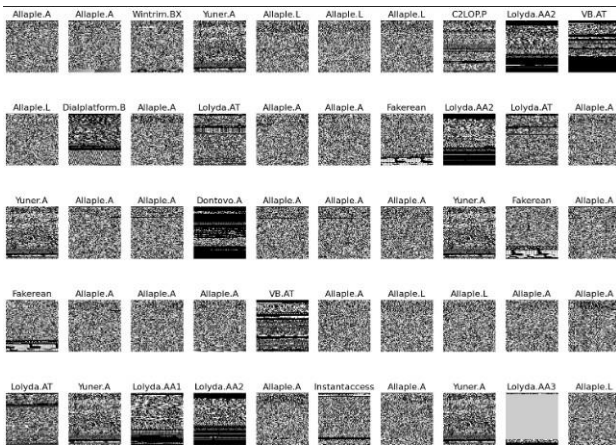 Allaple.A Allaple.A Wintrim.BX Yuner.A Allaple.L Allaple.L Allaple.L C2LOP.P Lolyda.AA2 VB.AT
Allaple.L Dialplatform.B Allaple.A Lolyda.AT Allaple.A Allaple.A Fakerean Lolyda.AA2 Lolyda.AT Allaple.A
Yuner.A Allaple.A Allaple.A Dontovo.A Allaple.A Allaple.A Allaple.A Yuner.A Fakerean Allaple.A
Fakerean Allaple.A Allaple.A Allaple.A VB.AT Allaple.L Allaple.L Allaple.L Allaple.A Allaple.A
Lolyda.AT Yuner.A Lolyda.AA1 Lolyda.AA2 Allaple.A Instantaccess Allaple.A Yuner.A Lolyda.AA3 Allaple.L